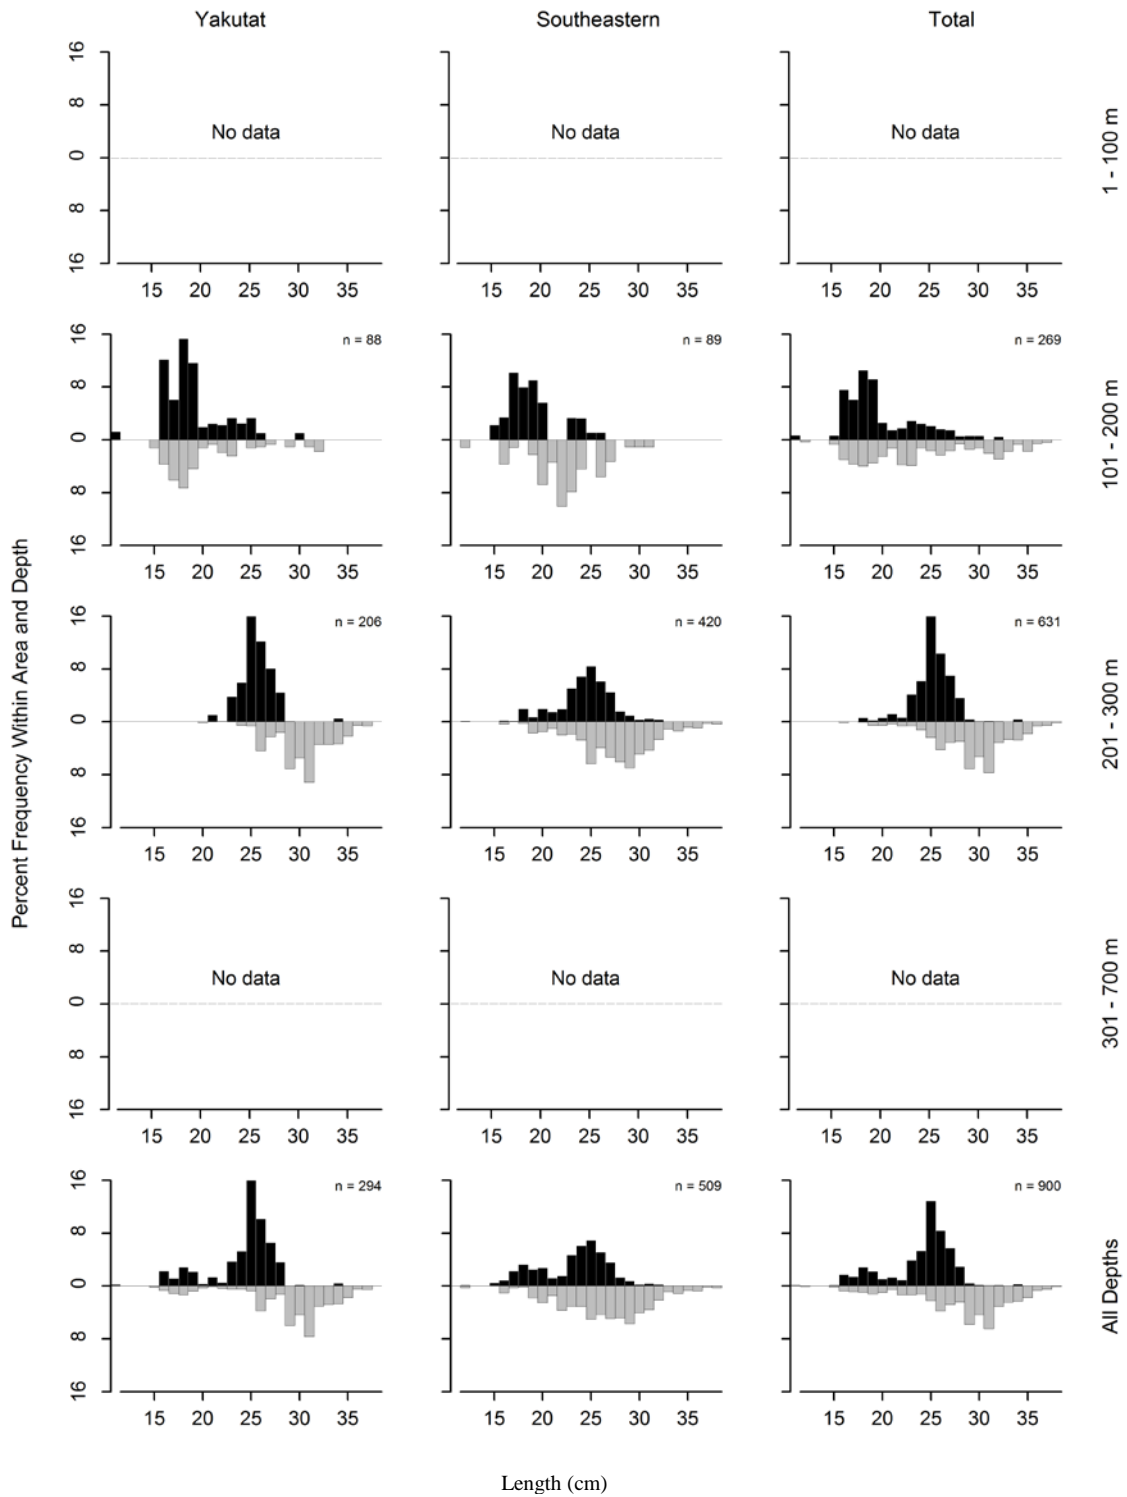 Yakutat Southeastern Total
16 8 0 8 16
No data No data No data
1 - 100 m
15 20 25 30 35 15 20 25 30 35 15 20 25 30 35
16 8 0 8 16
n = 88 n = 89 n = 269
101 - 200 m
15 20 25 30 35 15 20 25 30 35 15 20 25 30 35
Percent Frequency Within Area and Depth
16 8 0 8 16
n = 206 n = 420 n = 631
201 - 300 m
15 20 25 30 35 15 20 25 30 35 15 20 25 30 35
16 8 0 8 16
No data No data No data
301 - 700 m
15 20 25 30 35 15 20 25 30 35 15 20 25 30 35
16 8 0 8 16
n = 294 n = 509 n = 900
All Depths
15 20 25 30 35 15 20 25 30 35 15 20 25 30 35
Length (cm)